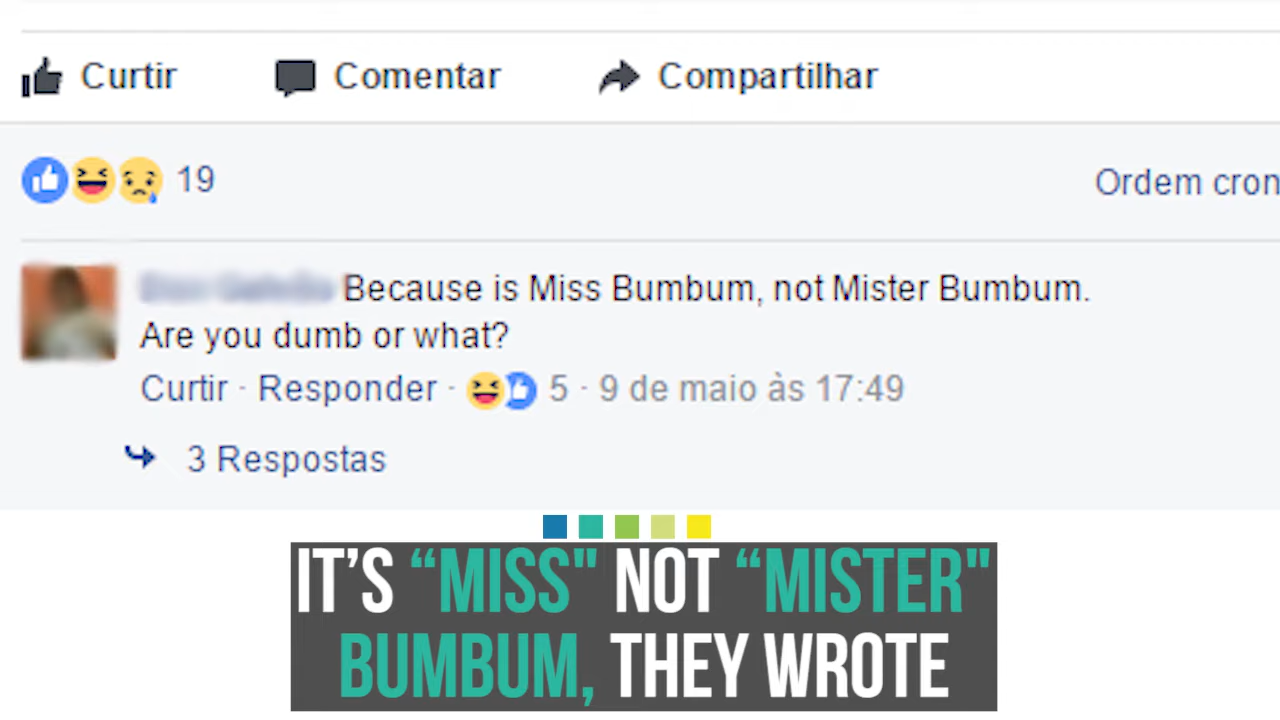 Curtir Comentar Compartilhar
19 Ordem cron
Because is Miss Bumbum, not Mister Bumbum.
Are you dumb or what?
Curtir · Responder · 5 · 9 de maio às 17:49
3 Respostas
IT'S “MISS" NOT “MISTER"
BUMBUM, THEY WROTE